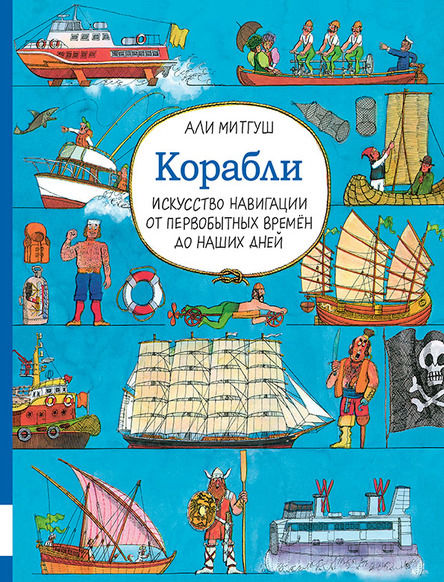 АЛИ МИТГУШ
Корабли
ИСКУССТВО НАВИГАЦИИ
ОТ ПЕРВОБЫТНЫХ ВРЕМЁН
ДО НАШИХ ДНЕЙ